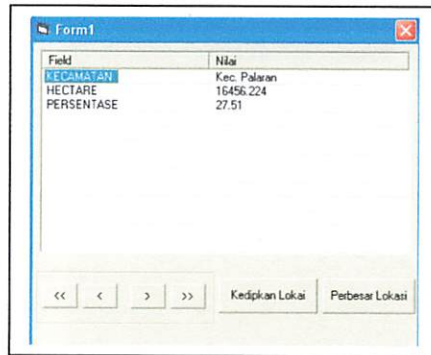 Form1
Field Nilai
KECAMATAN Kec. Palaran
HECTARE 16456.224
PERSENTASE 27.51
<< < > >> Kedipkan Lokai Perbesar Lokasi